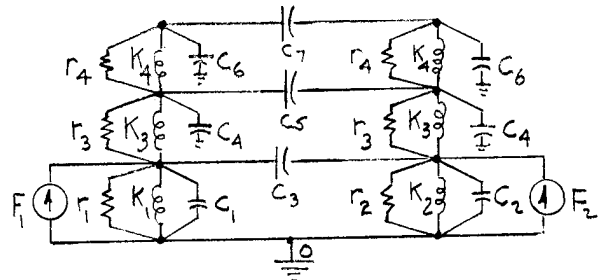 C7
r4 K4 C6 r4 K4 C6
C5
r3 K3 C4 r3 K3 C4
C3
F1 r1 K1 C1 r2 K2 C2 F2
0